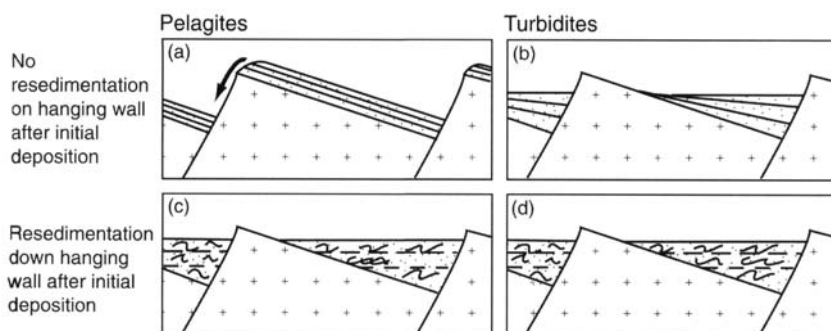 Pelagites
Turbidites
No
resedimentation
on hanging wall
after initial
deposition
(a)
(b)
Resedimentation
down hanging
wall after initial
deposition
(c)
(d)